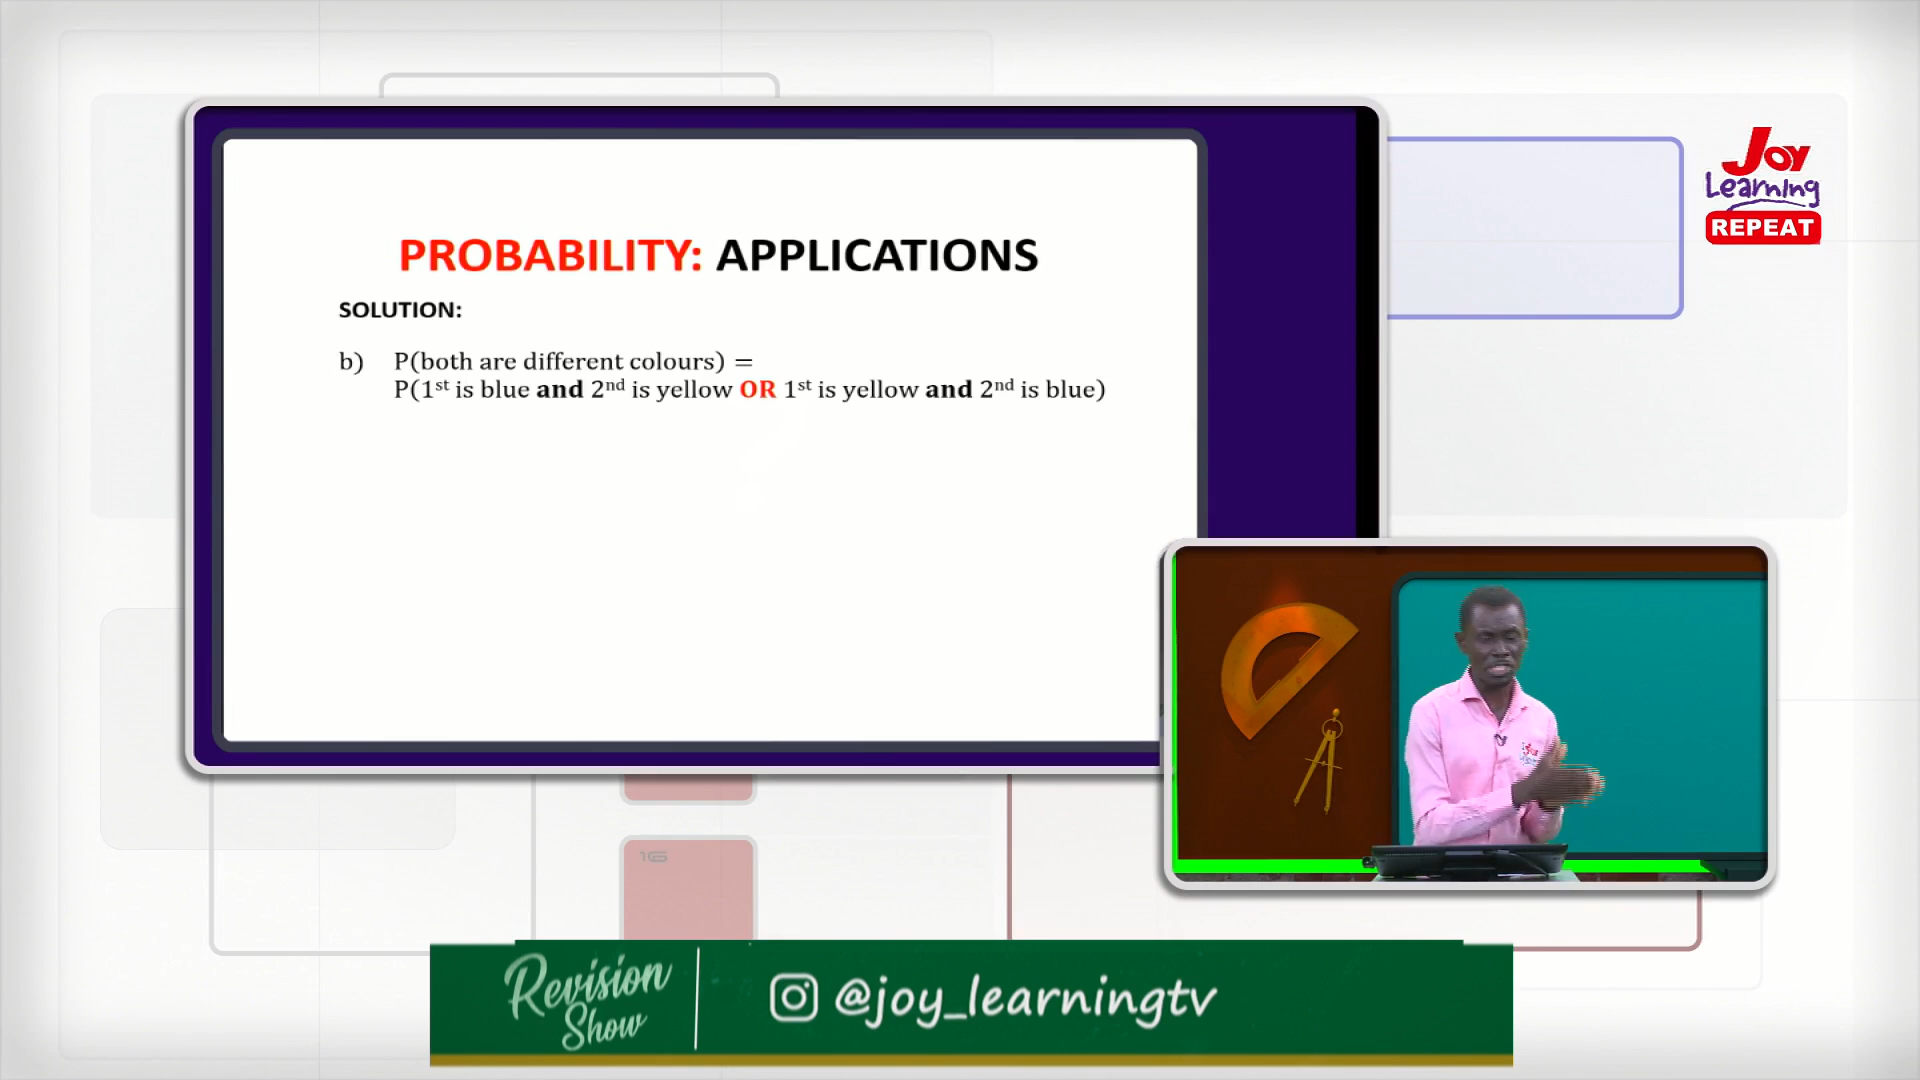 PROBABILITY: APPLICATIONS
SOLUTION:
b) P(both are different colours) =
P(1st is blue and 2nd is yellow OR 1st is yellow and 2nd is blue)
Joy
Learning
REPEAT
16
Revision
Show
@joy_learningtv